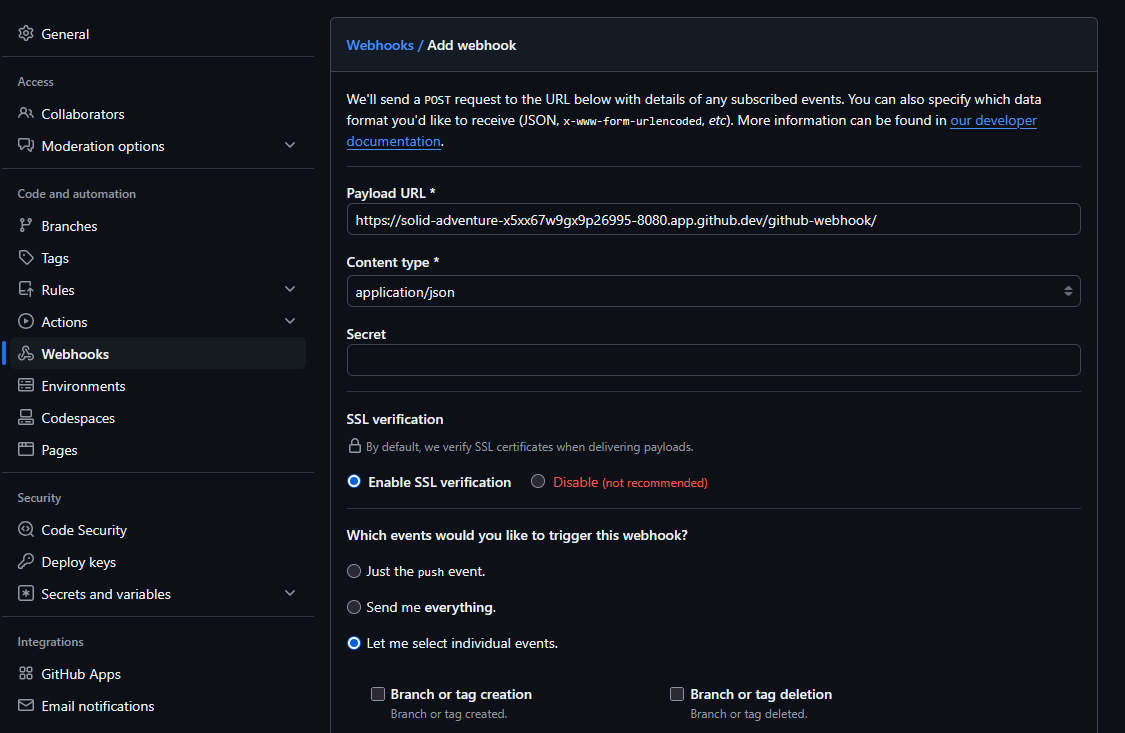 General
Access
Collaborators
Moderation options
Code and automation
Branches
Tags
Rules
Actions
Webhooks
Environments
Codespaces
Pages
Security
Code Security
Deploy keys
Secrets and variables
Integrations
GitHub Apps
Email notifications
Webhooks / Add webhook
We'll send a POST request to the URL below with details of any subscribed events. You can also specify which data
format you'd like to receive (JSON, x-www-form-urlencoded, etc). More information can be found in our developer
documentation.
Payload URL *
https://solid-adventure-x5xx67w9gx9p26995-8080.app.github.dev/github-webhook/
Content type *
application/json
Secret
SSL verification
By default, we verify SSL certificates when delivering payloads.
Enable SSL verification Disable (not recommended)
Which events would you like to trigger this webhook?
Just the push event.
Send me everything.
Let me select individual events.
Branch or tag creation
Branch or tag created.
Branch or tag deletion
Branch or tag deleted.